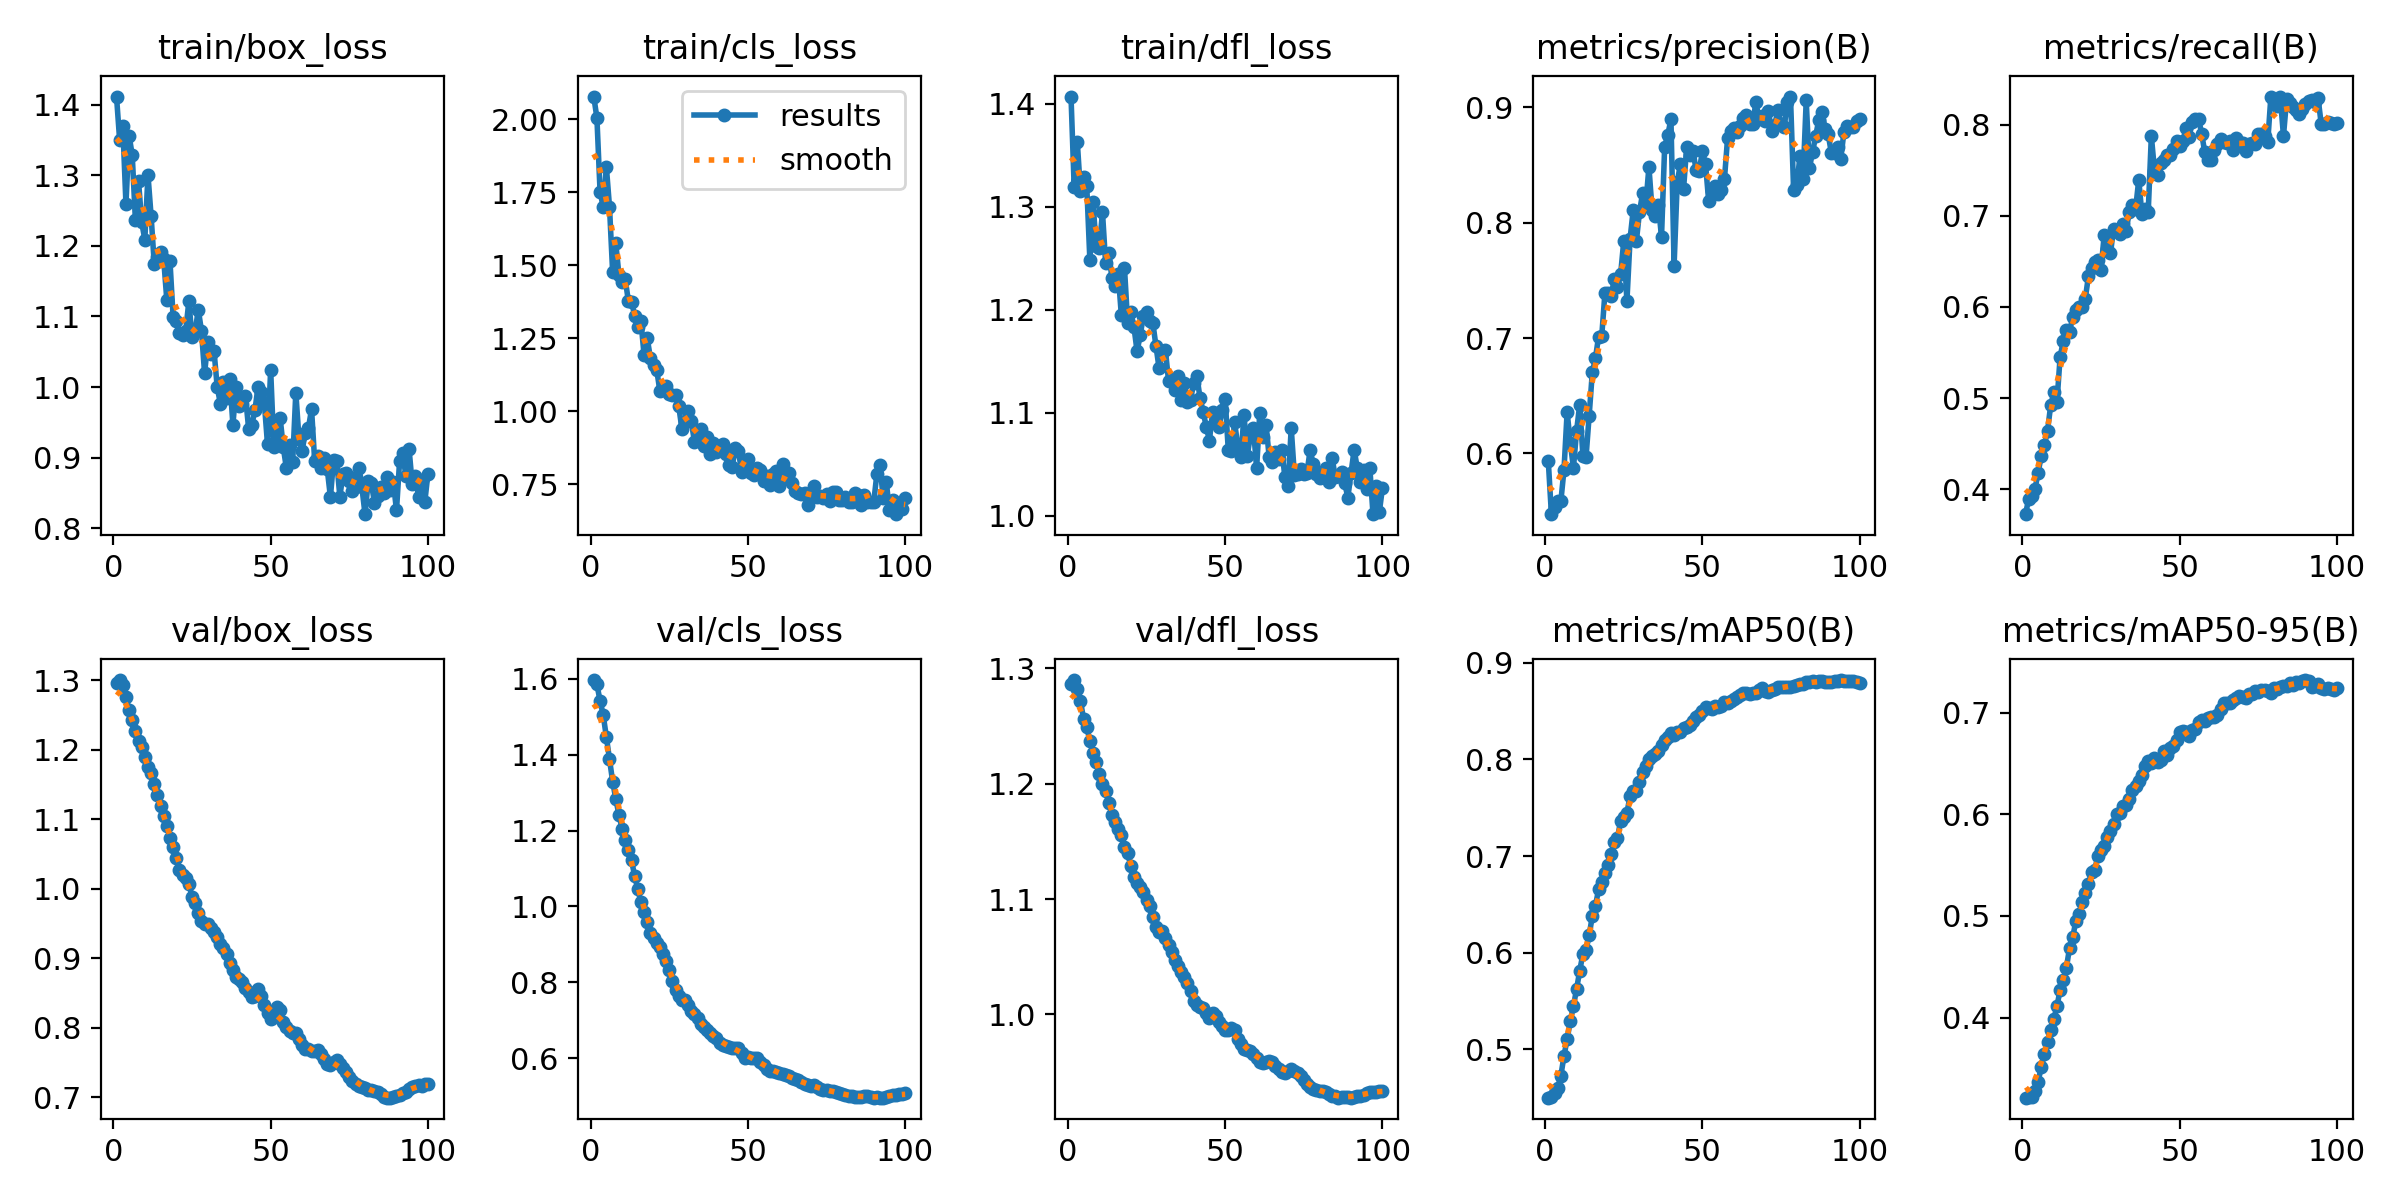 train/box_loss
1.4
1.3
1.2
1.1
1.0
0.9
0.8
0 50 100
train/cls_loss
results
smooth
2.00
1.75
1.50
1.25
1.00
0.75
0 50 100
train/dfl_loss
1.4
1.3
1.2
1.1
1.0
0 50 100
metrics/precision(B)
0.9
0.8
0.7
0.6
0 50 100
metrics/recall(B)
0.8
0.7
0.6
0.5
0.4
0 50 100
val/box_loss
1.3
1.2
1.1
1.0
0.9
0.8
0.7
0 50 100
val/cls_loss
1.6
1.4
1.2
1.0
0.8
0.6
0 50 100
val/dfl_loss
1.3
1.2
1.1
1.0
0 50 100
metrics/mAP50(B)
0.9
0.8
0.7
0.6
0.5
0 50 100
metrics/mAP50-95(B)
0.7
0.6
0.5
0.4
0 50 100